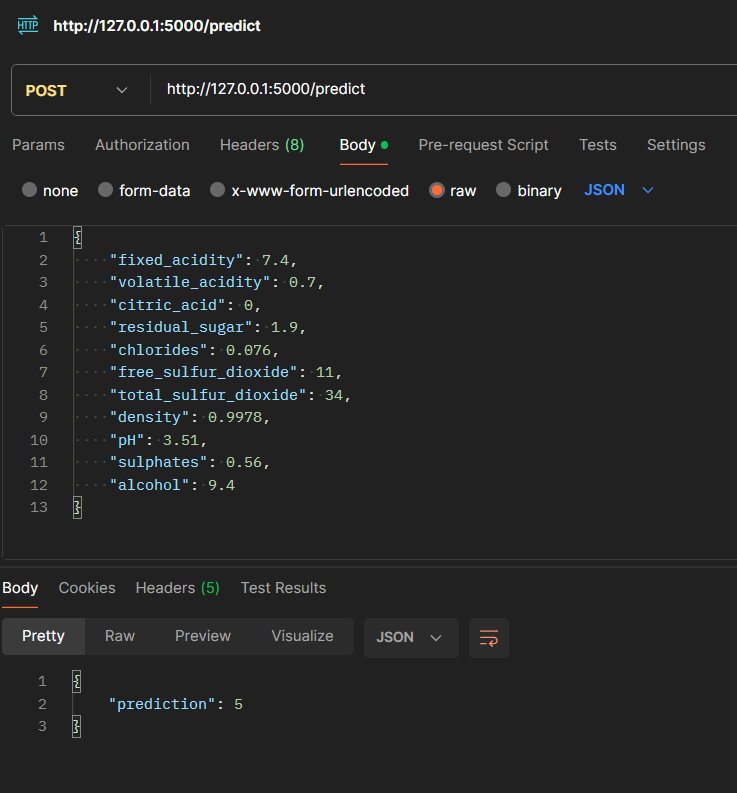 HTTP http://127.0.0.1:5000/predict
POST http://127.0.0.1:5000/predict
Params Authorization Headers (8) Body Pre-request Script Tests Settings
none form-data x-www-form-urlencoded raw binary JSON
1 {
2 "fixed_acidity": 7.4,
3 "volatile_acidity": 0.7,
4 "citric_acid": 0,
5 "residual_sugar": 1.9,
6 "chlorides": 0.076,
7 "free_sulfur_dioxide": 11,
8 "total_sulfur_dioxide": 34,
9 "density": 0.9978,
10 "pH": 3.51,
11 "sulphates": 0.56,
12 "alcohol": 9.4
13 }
Body Cookies Headers (5) Test Results
Pretty Raw Preview Visualize JSON
1 {
2 "prediction": 5
3 }